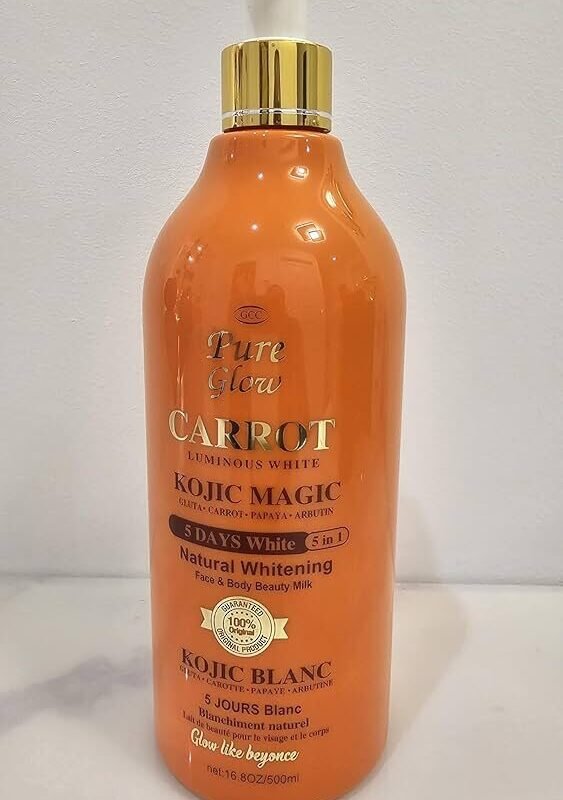 GCC
Pure
Glow
CARROT
LUMINOUS WHITE
KOJIC MAGIC
GLUTA • CARROT • PAPAYA • ARBUTIN
5 DAYS White 5 in 1
Natural Whitening
Face & Body Beauty Milk
GUARANTEED
100%
Original
ORIGINAL PRODUCT
KOJIC BLANC
GLUTA • CAROTTE • PAPAYE • ARBUTINE
5 JOURS Blanc
Blanchiment naturel
Lait de beauté pour le visage et le corps
Glow like beyonce
net:16.8OZ/500ml